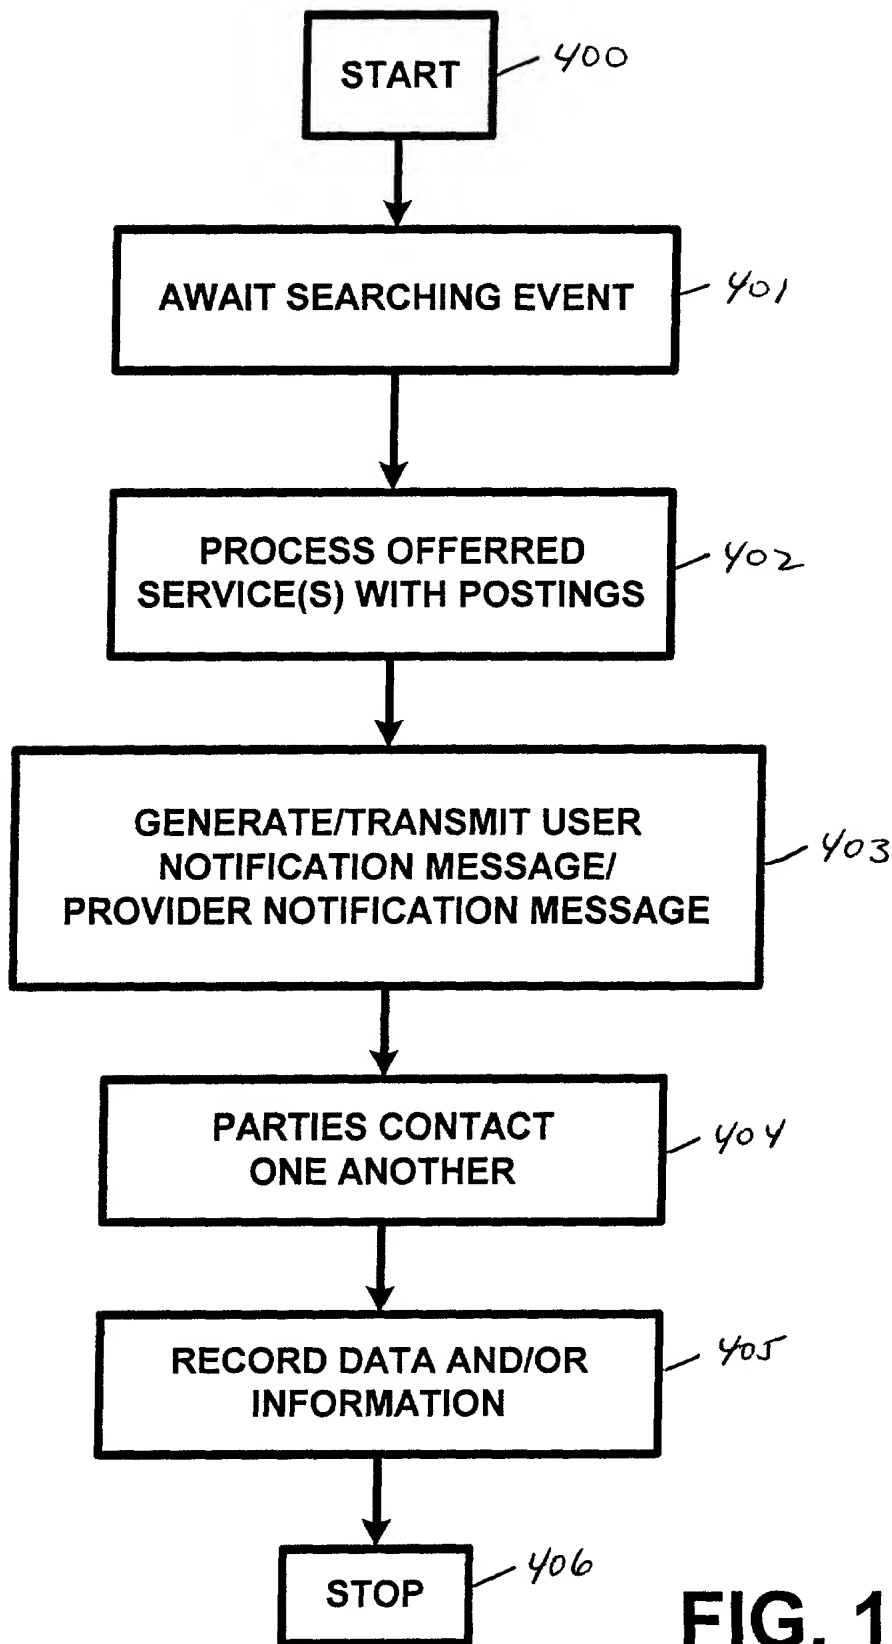 START
400
AWAIT SEARCHING EVENT
401
PROCESS OFFERRED
SERVICE(S) WITH POSTINGS
402
GENERATE/TRANSMIT USER
NOTIFICATION MESSAGE/
PROVIDER NOTIFICATION MESSAGE
403
PARTIES CONTACT
ONE ANOTHER
404
RECORD DATA AND/OR
INFORMATION
405
STOP
406
FIG. 1